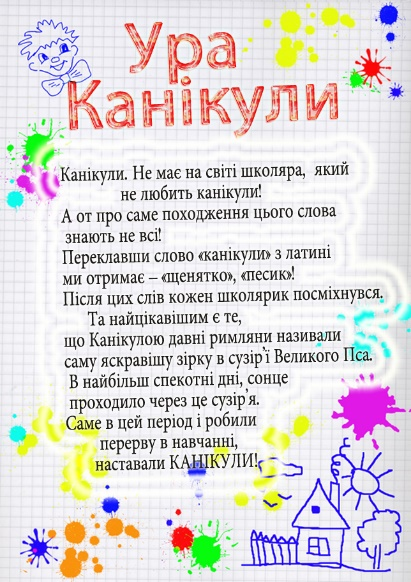 Ура
Канікули
Канікули. Не має на світі школяра, який
не любить канікули!
А от про саме походження цього слова
знають не всі!
Переклавши слово «канікули» з латині
ми отримає – «щенятко», «песик»!
Після цих слів кожен школярик посміхнувся.
Та найцікавішим є те,
що Канікулою давні римляни називали
саму яскравішу зірку в сузір'ї Великого Пса.
В найбільш спекотні дні, сонце
проходило через це сузір'я.
Саме в цей період і робили
перерву в навчанні,
наставали КАНІКУЛИ!